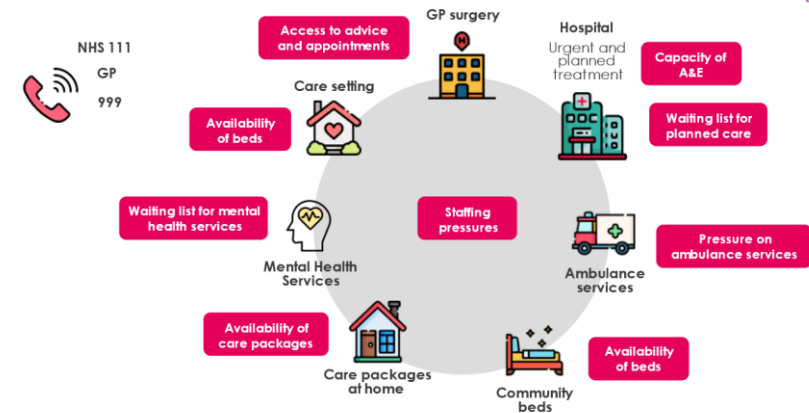 GP surgery
Access to advice
and appointments
Hospital
Urgent and
planned
treatment
Capacity of
A&E
NHS 111
GP
999
Care setting
Availability
of beds
Waiting list for
planned care
Waiting list for mental
health services
Staffing
pressures
Mental Health
Services
Ambulance
services
Pressure on
ambulance services
Availability of
care packages
Care packages
at home
Availability
of beds
Community
beds